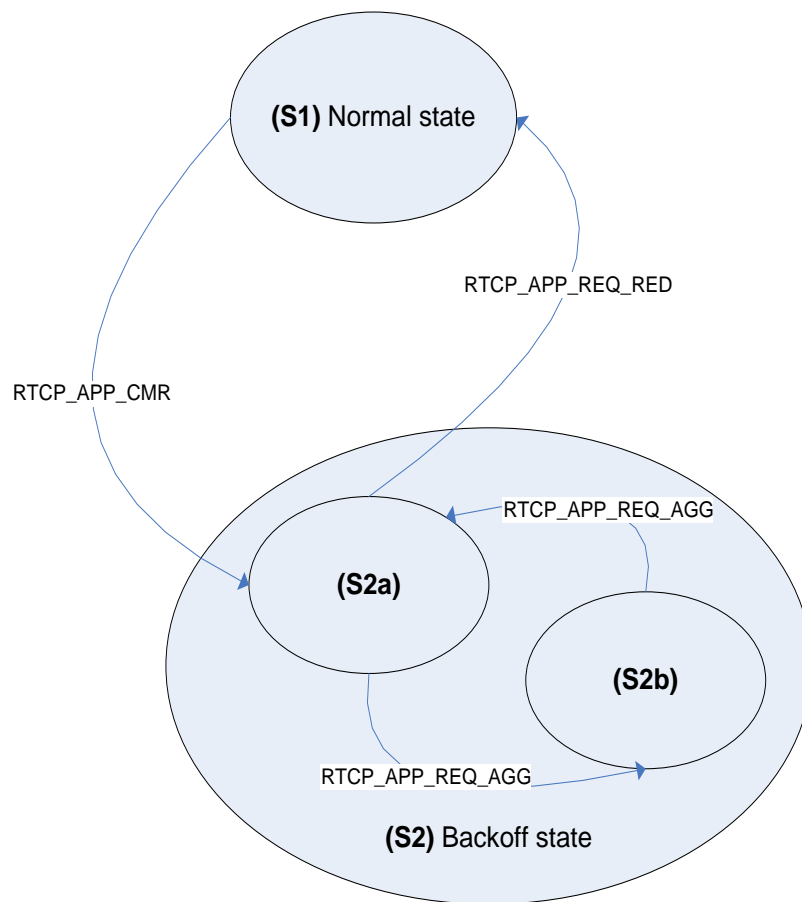 (S1) Normal state
RTCP_APP_REQ_RED
RTCP_APP_CMR
RTCP_APP_REQ_AGG
(S2a)
(S2b)
RTCP_APP_REQ_AGG
(S2) Backoff state